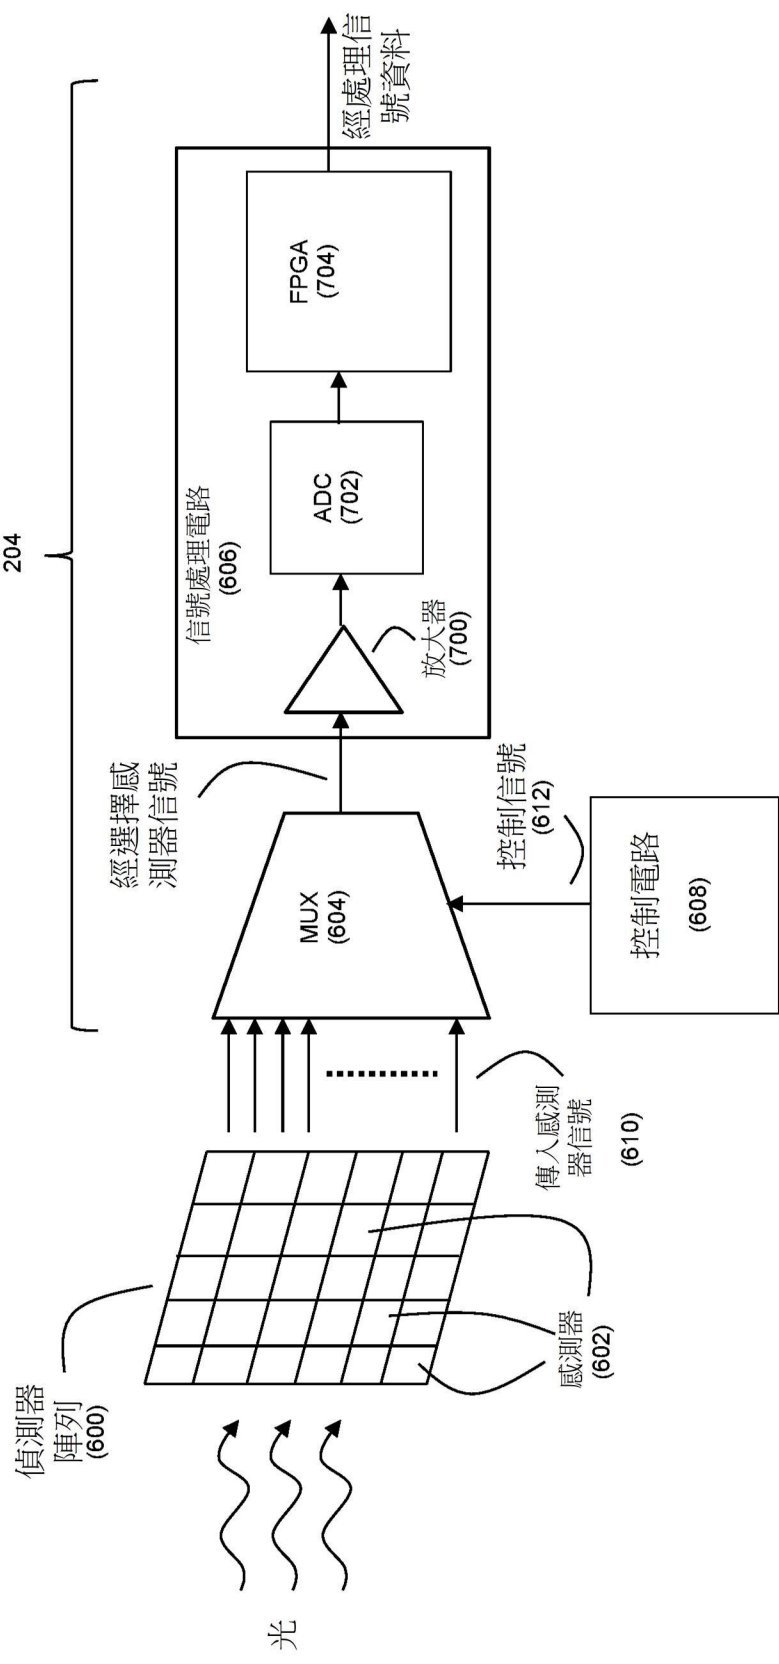 204
光
偵測器
陣列
(600)
感測器
(602)
傳入感測
器信號
(610)
MUX
(604)
經選擇感
測器信號
控制信號
(612)
控制電路
(608)
信號處理電路
(606)
放大器
(700)
ADC
(702)
FPGA
(704)
經處理信
號資料